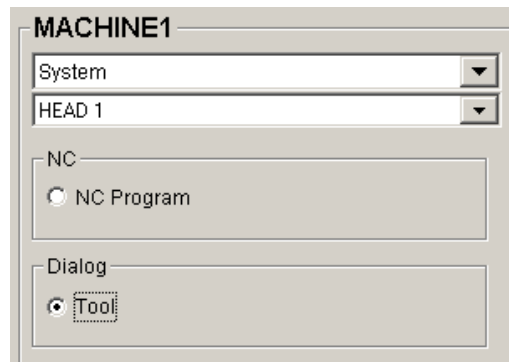 MACHINE1
System
HEAD 1
NC
NC Program
Dialog
Tool